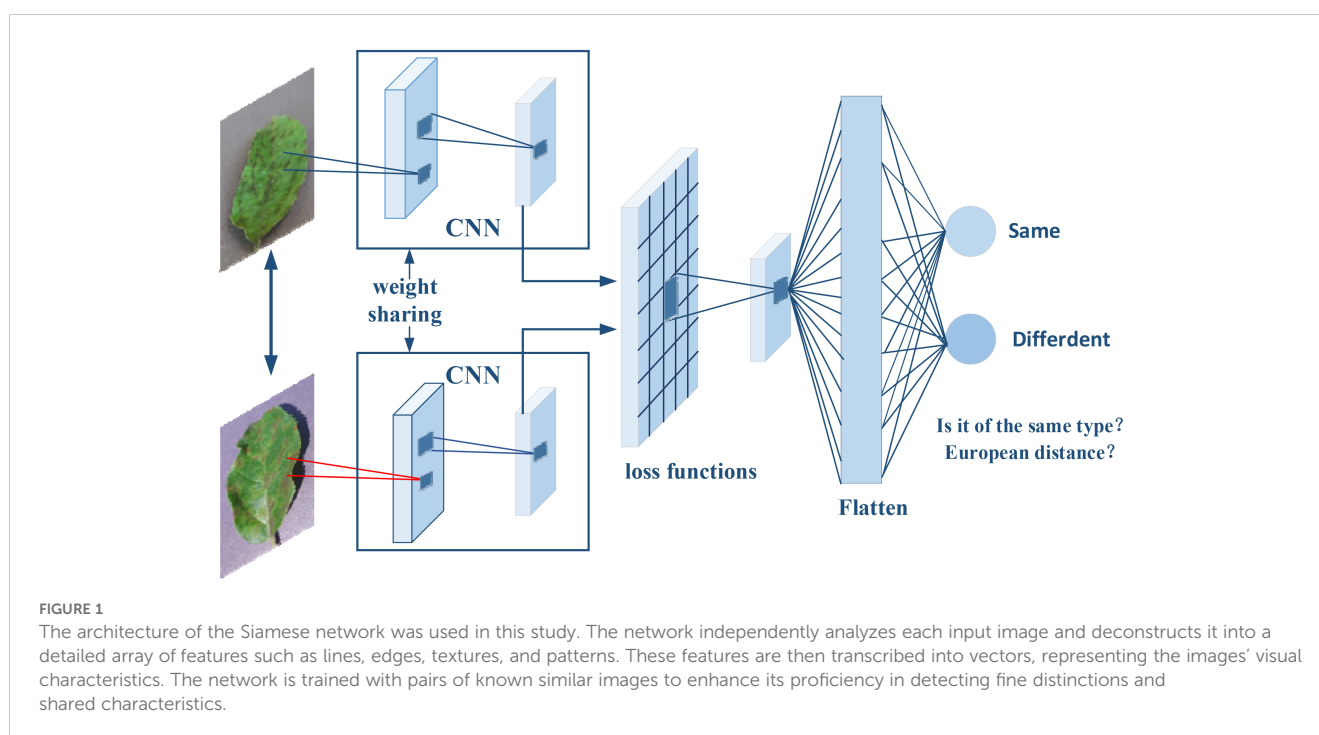 CNN
weight
sharing
CNN
loss functions
Flatten
Same
Differdent
Is it of the same type?
European distance?
FIGURE 1
The architecture of the Siamese network was used in this study. The network independently analyzes each input image and deconstructs it into a
detailed array of features such as lines, edges, textures, and patterns. These features are then transcribed into vectors, representing the images’ visual
characteristics. The network is trained with pairs of known similar images to enhance its proficiency in detecting fine distinctions and
shared characteristics.